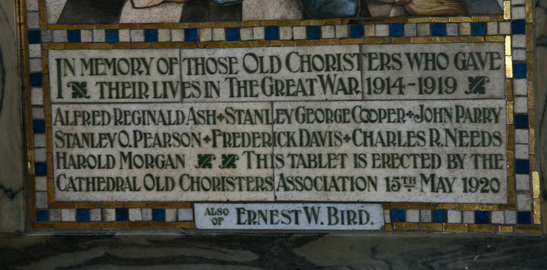 IN MEMORY OF THOSE OLD CHORISTERS WHO GAVE
THEIR LIVES IN THE GREAT WAR 1914-1919
ALFRED REGINALD ASH + STANLEY GEORGE COOPER + JOHN PARRY
STANLEY O. PEARSON + FREDERICK DAVIS + CHARLES R. NEEDS
HAROLD MORGAN THIS TABLET IS ERECTED BY THE
CATHEDRAL OLD CHORISTERS ASSOCIATION 15TH MAY 1920
ALSO OF ERNEST W. BIRD.